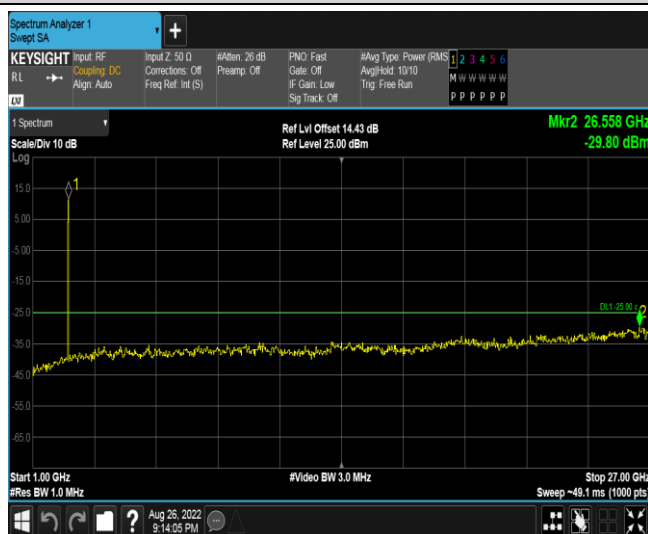 Spectrum Analyzer 1
Swept SA
+
KEYSIGHT
RL
LXI
Input: RF
Coupling: DC
Align: Auto
Input Z: 50 Ω
Corrections: Off
Freq Ref: Int (S)
#Atten: 26 dB
Preamp: Off
PNO: Fast
Gate: Off
IF Gain: Low
Sig Track: Off
#Avg Type: Power (RMS
Avg|Hold: 10/10
Trig: Free Run
1 2 3 4 5 6
M W W W W W
P P P P P P
1 Spectrum
Scale/Div 10 dB
Log
Ref Lvl Offset 14.43 dB
Ref Level 25.00 dBm
Mkr2 26.558 GHz
-29.80 dBm
1
15.0
5.00
-5.00
-15.0
-25.0
DL1 -25.00
2
-35.0
-45.0
-55.0
-65.0
Start 1.00 GHz
#Res BW 1.0 MHz
#Video BW 3.0 MHz
Stop 27.00 GHz
Sweep ~49.1 ms (1000 pts)
?
Aug 26, 2022
9:14:05 PM